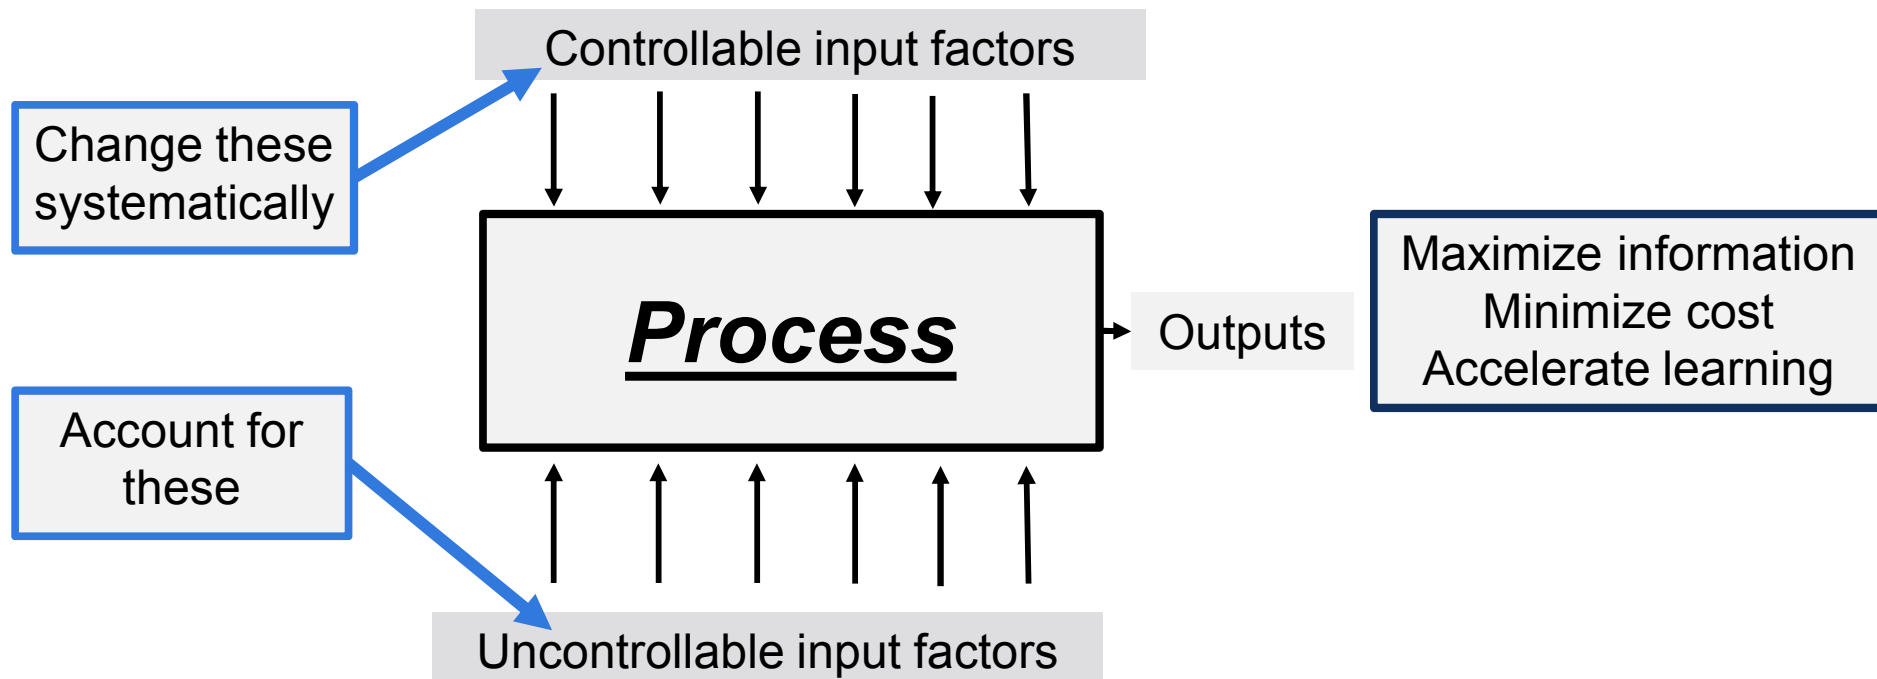 Controllable input factors
Change these
systematically
Process
Outputs
Maximize information
Minimize cost
Accelerate learning
Account for
these
Uncontrollable input factors